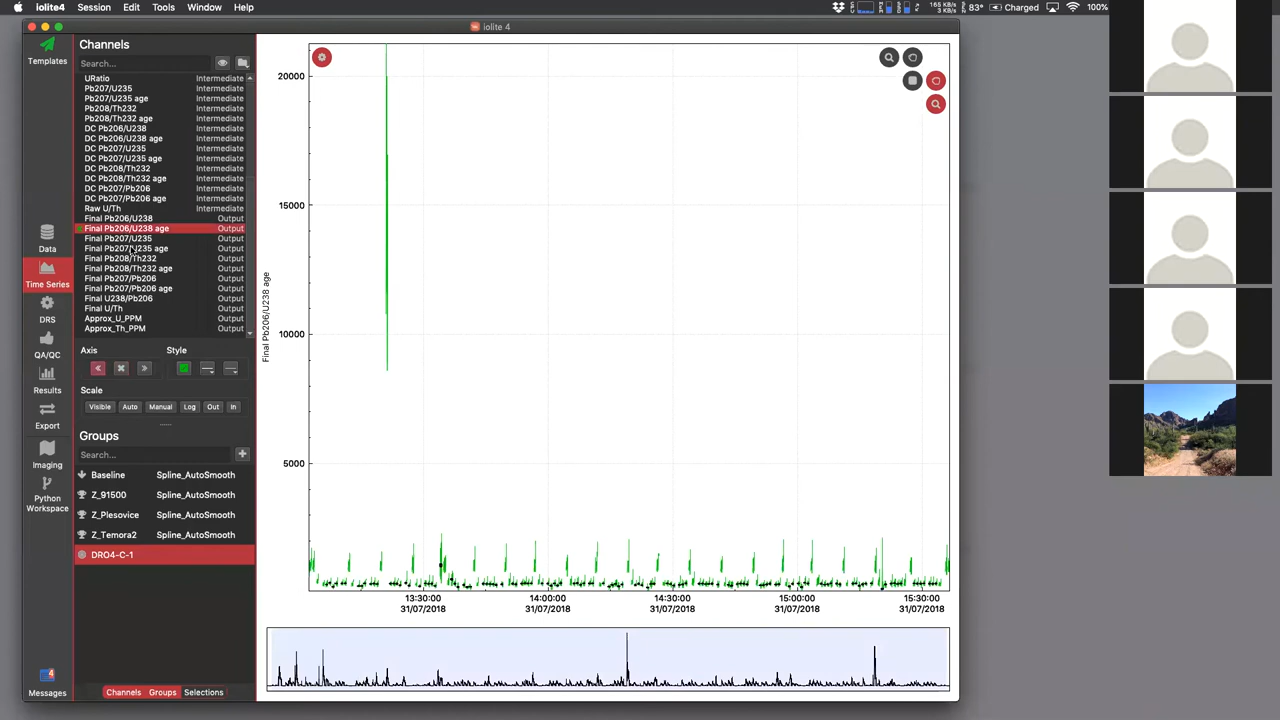 iolite4 Session Edit Tools Window Help
165 KB/s
3 KB/s
83° Charged 100%
iolite 4
Templates
Channels
Search...
URatio Intermediate
Pb207/U235 Intermediate
Pb207/U235 age Intermediate
Pb208/Th232 Intermediate
Pb208/Th232 age Intermediate
DC Pb206/U238 Intermediate
DC Pb206/U238 age Intermediate
DC Pb207/U235 Intermediate
DC Pb207/U235 age Intermediate
DC Pb208/Th232 Intermediate
DC Pb208/Th232 age Intermediate
DC Pb207/Pb206 Intermediate
DC Pb207/Pb206 age Intermediate
Raw U/Th Intermediate
Final Pb206/U238 Output
Final Pb206/U238 age Output
Final Pb207/U235 Output
Final Pb207/U235 age Output
Final Pb208/Th232 Output
Final Pb208/Th232 age Output
Final Pb207/Pb206 Output
Final Pb207/Pb206 age Output
Final U238/Pb206 Output
Final U/Th Output
Approx_U_PPM Output
Approx_Th_PPM Output
Data
Time Series
DRS
QA/QC
Results
Export
Imaging
Python
Workspace
Messages
Axis Style
Scale
Visible Auto Manual Log Out In
Groups
Search...
Baseline Spline_AutoSmooth
Z_91500 Spline_AutoSmooth
Z_Plesovice Spline_AutoSmooth
Z_Temora2 Spline_AutoSmooth
DRO4-C-1
Channels Groups Selections
Final Pb206/U238 age
20000
15000
10000
5000
13:30:00 14:00:00 14:30:00 15:00:00 15:30:00
31/07/2018 31/07/2018 31/07/2018 31/07/2018 31/07/2018